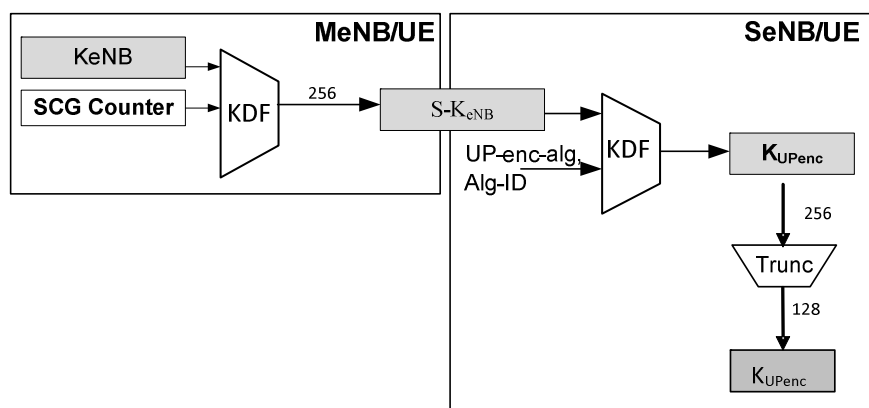 MeNB/UE
KeNB
SCG Counter
KDF
256
S-KeNB
SeNB/UE
UP-enc-alg,
Alg-ID
KDF
KUPenc
256
Trunc
128
KUPenc